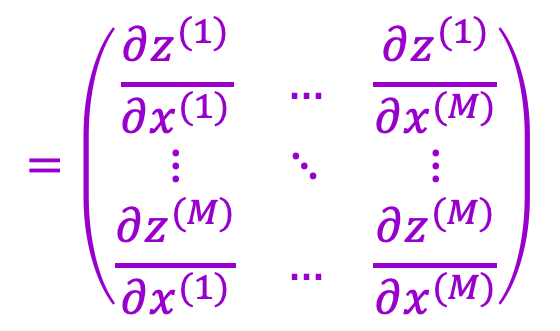 = ( ∂z⁽¹⁾/∂x⁽¹⁾ … ∂z⁽¹⁾/∂x⁽ᴹ⁾
⋮ ⋱ ⋮
∂z⁽ᴹ⁾/∂x⁽¹⁾ … ∂z⁽ᴹ⁾/∂x⁽ᴹ⁾ )